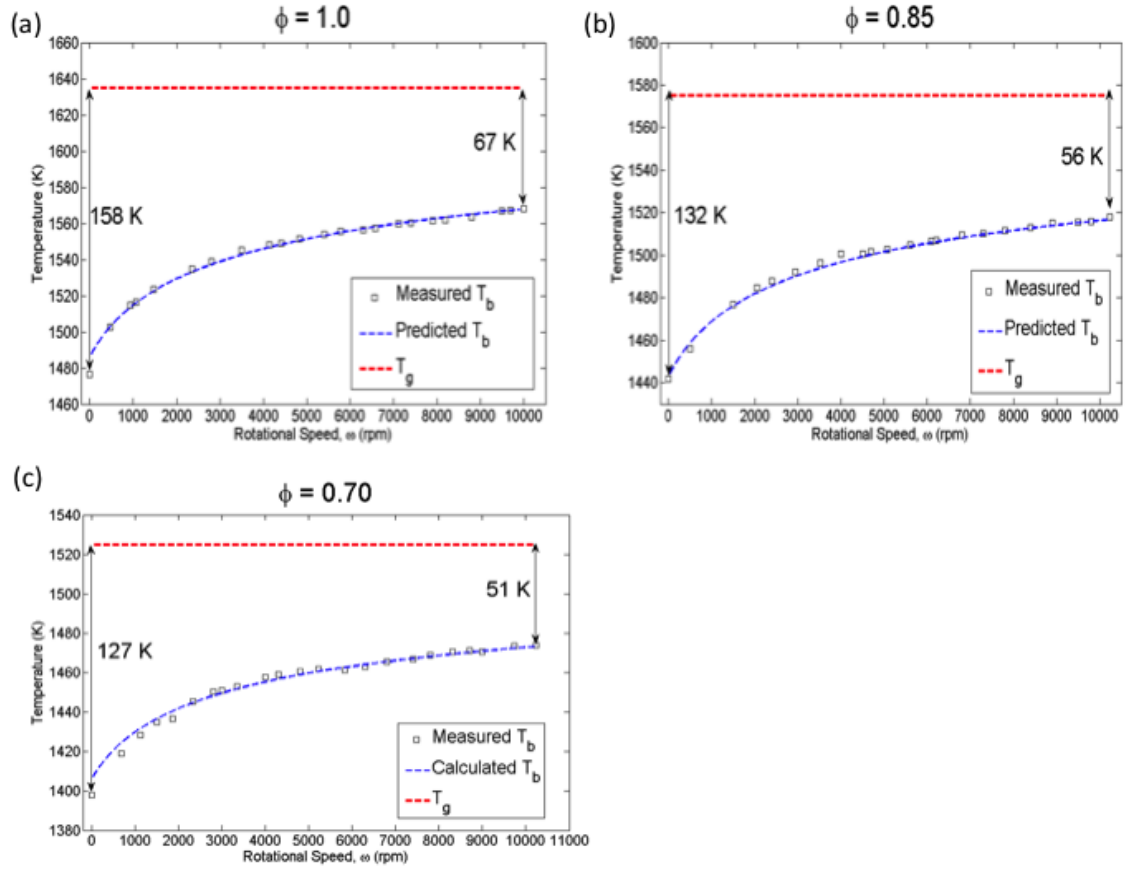 (a)
ϕ = 1.0
1660
1640
1620
1600
1580
1560
1540
1520
1500
1480
1460
Temperature (K)
158 K
67 K
Measured T_b
Predicted T_b
T_g
0 1000 2000 3000 4000 5000 6000 7000 8000 9000 10000
Rotational Speed, ω (rpm)
(b)
ϕ = 0.85
1600
1580
1560
1540
1520
1500
1480
1460
1440
Temperature (K)
132 K
56 K
Measured T_b
Predicted T_b
T_g
0 1000 2000 3000 4000 5000 6000 7000 8000 9000 10000
Rotational Speed, ω (rpm)
(c)
ϕ = 0.70
1540
1520
1500
1480
1460
1440
1420
1400
1380
Temperature (K)
127 K
51 K
Measured T_b
Calculated T_b
T_g
0 1000 2000 3000 4000 5000 6000 7000 8000 9000 10000 11000
Rotational Speed, ω (rpm)